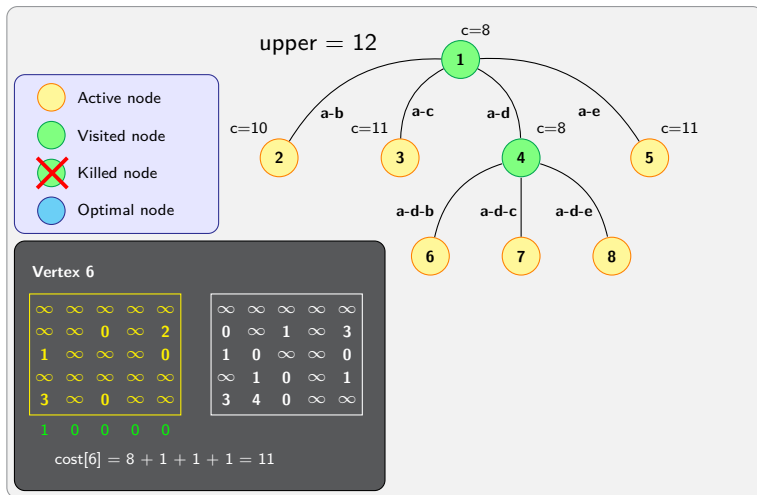 upper = 12
c=8
1
a-b
a-c
a-d
a-e
c=10
2
c=11
3
c=8
4
c=11
5
a-d-b
a-d-c
a-d-e
6
7
8
Active node
Visited node
Killed node
Optimal node
Vertex 6
∞ ∞ ∞ ∞ ∞
∞ ∞ 0 ∞ 2
1 ∞ ∞ ∞ 0
∞ ∞ ∞ ∞ ∞
3 ∞ 0 ∞ ∞
1 0 0 0 0
∞ ∞ ∞ ∞ ∞
0 ∞ 1 ∞ 3
1 0 ∞ ∞ 0
∞ 1 0 ∞ 1
3 4 0 ∞ ∞
cost[6] = 8 + 1 + 1 + 1 = 11